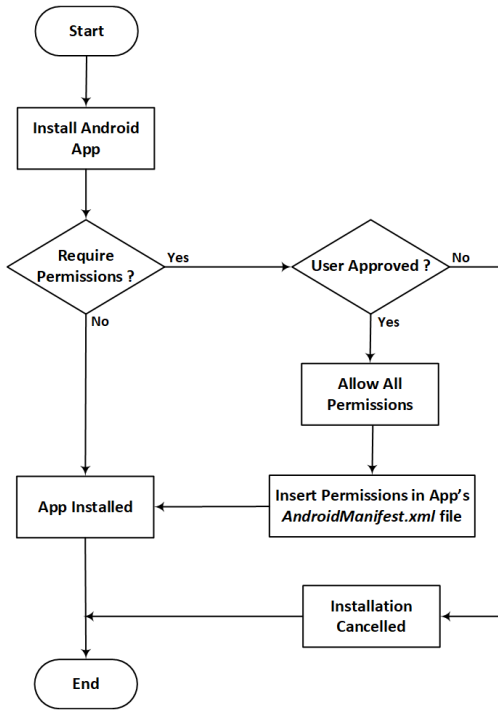 Start
Install Android
App
Require
Permissions ?
Yes
User Approved ?
No
No
Yes
Allow All
Permissions
App Installed
Insert Permissions in App's
AndroidManifest.xml file
Installation
Cancelled
End